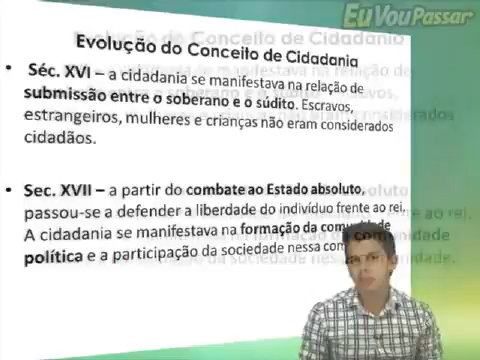 EuVouPassar
Evolução do Conceito de Cidadania
• Séc. XVI – a cidadania se manifestava na relação de
submissão entre o soberano e o súdito. Escravos,
estrangeiros, mulheres e crianças não eram considerados
cidadãos.
• Sec. XVII – a partir do combate ao Estado absoluto,
passou-se a defender a liberdade do indivíduo frente ao rei.
A cidadania se manifestava na formação da comunidade
política e a participação da sociedade nessa